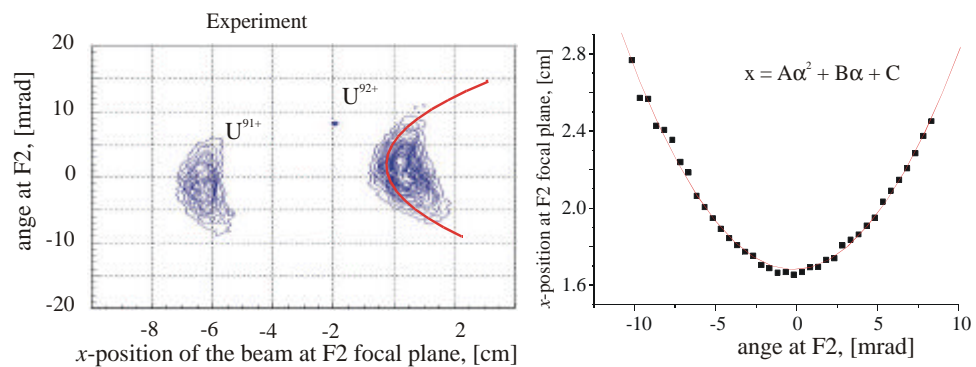 Experiment
20
10
0
-10
-20
ange at F2, [mrad]
U91+
U92+
-8
-6
-4
-2
2
x-position of the beam at F2 focal plane, [cm]
2.8
2.4
2.0
1.6
x-position at F2 focal plane, [cm]
x = Aα² + Bα + C
-10
-5
0
5
10
ange at F2, [mrad]